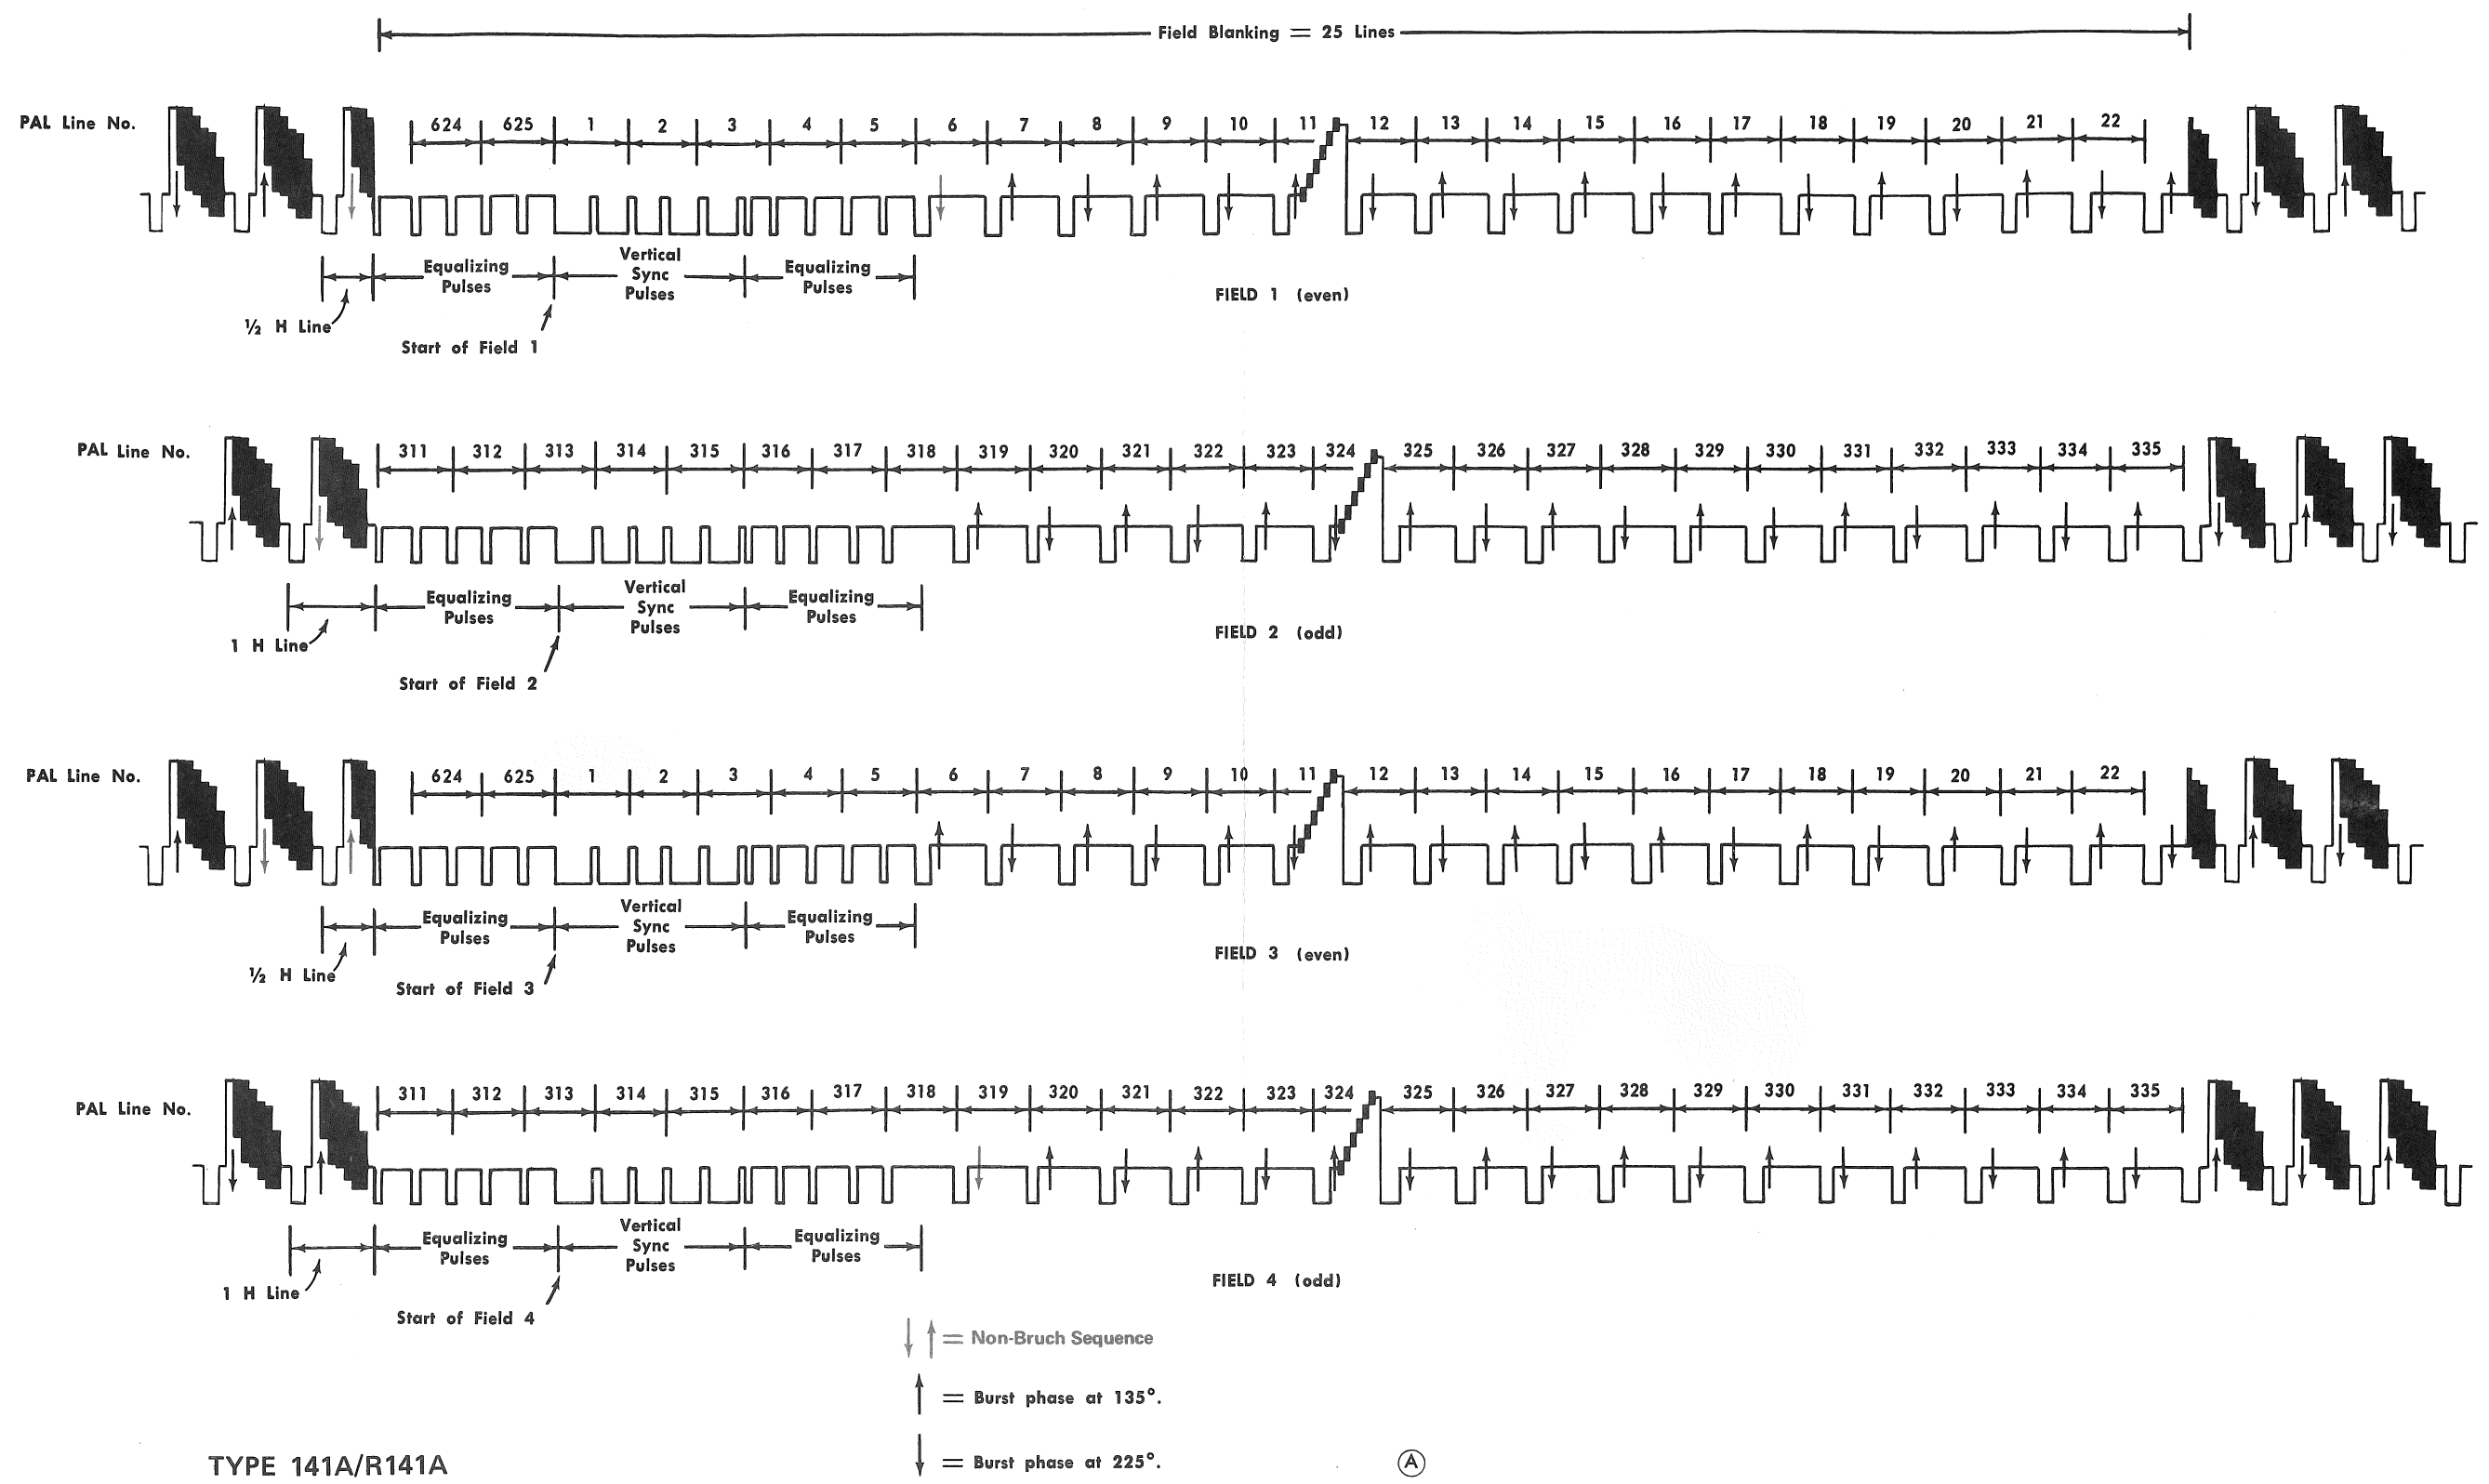 Field Blanking = 25 Lines
PAL Line No. 624 625 1 2 3 4 5 6 7 8 9 10 11 12 13 14 15 16 17 18 19 20 21 22
Equalizing Pulses
Vertical Sync Pulses
Equalizing Pulses
FIELD 1 (even)
½ H Line
Start of Field 1
PAL Line No. 311 312 313 314 315 316 317 318 319 320 321 322 323 324 325 326 327 328 329 330 331 332 333 334 335
Equalizing Pulses
Vertical Sync Pulses
Equalizing Pulses
FIELD 2 (odd)
1 H Line
Start of Field 2
PAL Line No. 624 625 1 2 3 4 5 6 7 8 9 10 11 12 13 14 15 16 17 18 19 20 21 22
Equalizing Pulses
Vertical Sync Pulses
Equalizing Pulses
FIELD 3 (even)
½ H Line
Start of Field 3
PAL Line No. 311 312 313 314 315 316 317 318 319 320 321 322 323 324 325 326 327 328 329 330 331 332 333 334 335
Equalizing Pulses
Vertical Sync Pulses
Equalizing Pulses
FIELD 4 (odd)
1 H Line
Start of Field 4
= Non-Bruch Sequence
= Burst phase at 135°.
= Burst phase at 225°.
TYPE 141A/R141A
A